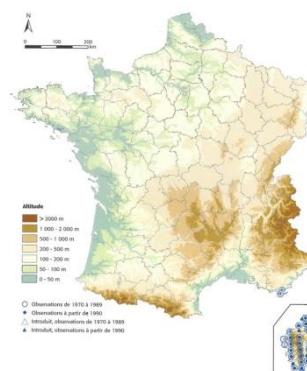 N
0 100 200
km
Altitude
> 2000 m
1 000 - 2 000 m
500 - 1 000 m
200 - 500 m
100 - 200 m
50 - 100 m
0 - 50 m
Observations de 1970 à 1989
Observations à partir de 1990
Introduit, observations de 1970 à 1989
Introduit, observations à partir de 1990